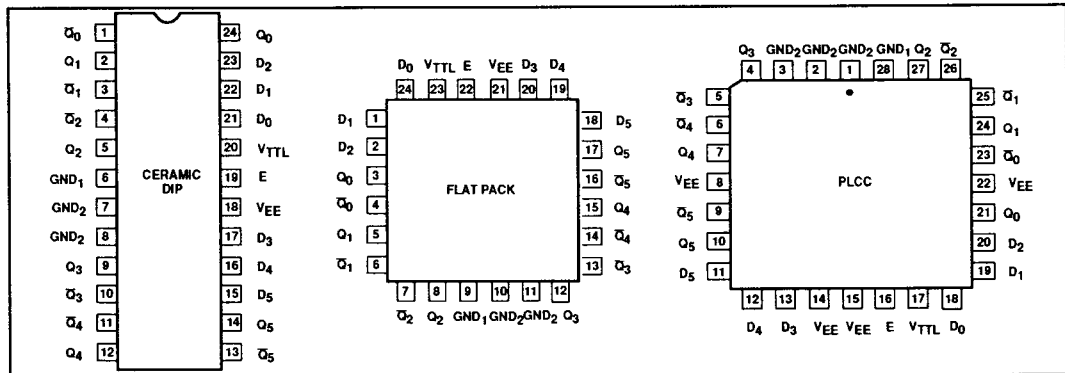 Q̅0 1 24 Q0
Q1 2 23 D2
Q̅1 3 22 D1
Q̅2 4 21 D0
Q2 5 20 VTTL
GND1 6 19 E
GND2 7 18 VEE
GND2 8 17 D3
Q3 9 16 D4
Q̅3 10 15 D5
Q̅4 11 14 Q5
Q4 12 13 Q̅5
CERAMIC
DIP
D0 VTTL E VEE D3 D4
24 23 22 21 20 19
D1 1 18 D5
D2 2 17 Q5
Q0 3 16 Q̅5
Q̅0 4 15 Q4
Q1 5 14 Q̅4
Q̅1 6 13 Q̅3
FLAT PACK
7 8 9 10 11 12
Q̅2 Q2 GND1 GND2 GND2 Q3
Q3 GND2 GND2 GND2 GND1 Q2 Q̅2
4 3 2 1 28 27 26
Q̅3 5 25 Q̅1
Q̅4 6 24 Q1
Q4 7 23 Q̅0
VEE 8 22 VEE
Q̅5 9 21 Q0
Q5 10 20 D2
D5 11 19 D1
PLCC
12 13 14 15 16 17 18
D4 D3 VEE VEE E VTTL D0